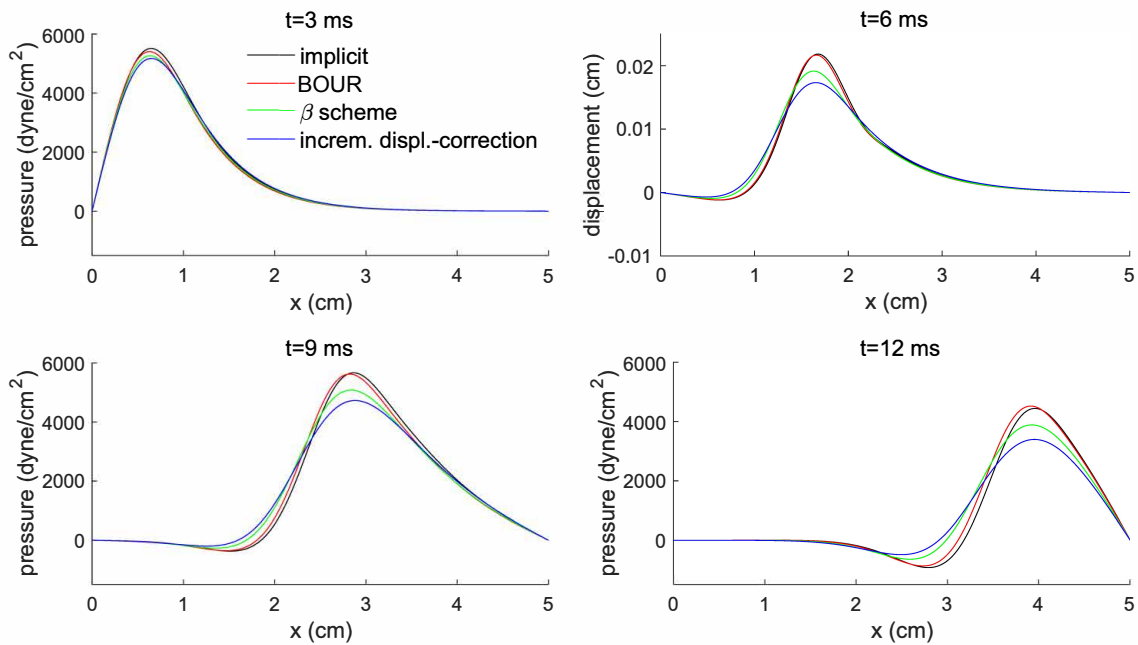 t=3 ms
6000
4000
2000
0
pressure (dyne/cm²)
implicit
BOUR
β scheme
increm. displ.-correction
0 1 2 3 4 5
x (cm)
t=6 ms
0.02
0.01
0
-0.01
displacement (cm)
0 1 2 3 4 5
x (cm)
t=9 ms
6000
4000
2000
0
pressure (dyne/cm²)
0 1 2 3 4 5
x (cm)
t=12 ms
6000
4000
2000
0
pressure (dyne/cm²)
0 1 2 3 4 5
x (cm)